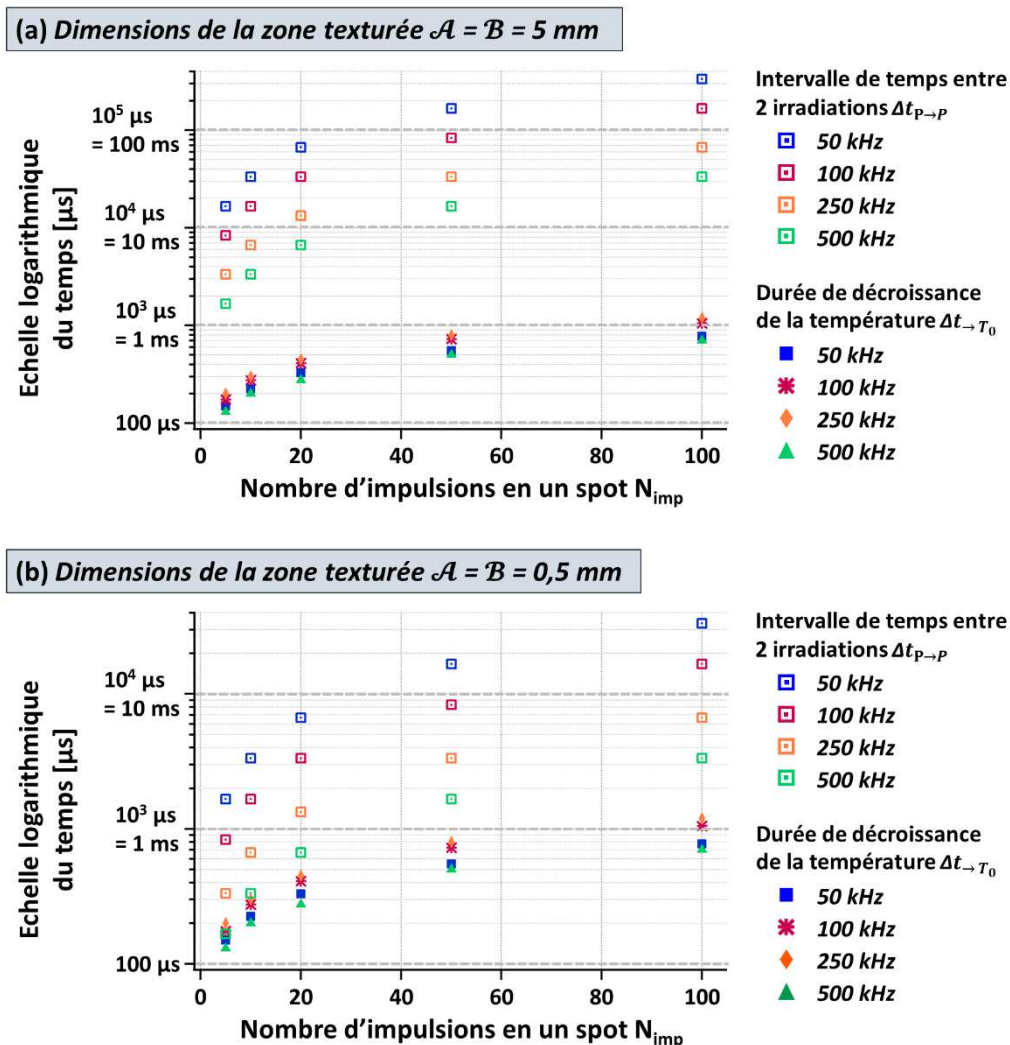 (a) Dimensions de la zone texturée 𝒜 = ℬ = 5 mm
Echelle logarithmique
du temps [µs]
10⁵ µs
= 100 ms
10⁴ µs
= 10 ms
10³ µs
= 1 ms
100 µs
0 20 40 60 80 100
Nombre d’impulsions en un spot Nimp
Intervalle de temps entre
2 irradiations ΔtP→P
50 kHz
100 kHz
250 kHz
500 kHz
Durée de décroissance
de la température Δt→T0
50 kHz
100 kHz
250 kHz
500 kHz
(b) Dimensions de la zone texturée 𝒜 = ℬ = 0,5 mm
Echelle logarithmique
du temps [µs]
10⁴ µs
= 10 ms
10³ µs
= 1 ms
100 µs
0 20 40 60 80 100
Nombre d’impulsions en un spot Nimp
Intervalle de temps entre
2 irradiations ΔtP→P
50 kHz
100 kHz
250 kHz
500 kHz
Durée de décroissance
de la température Δt→T0
50 kHz
100 kHz
250 kHz
500 kHz